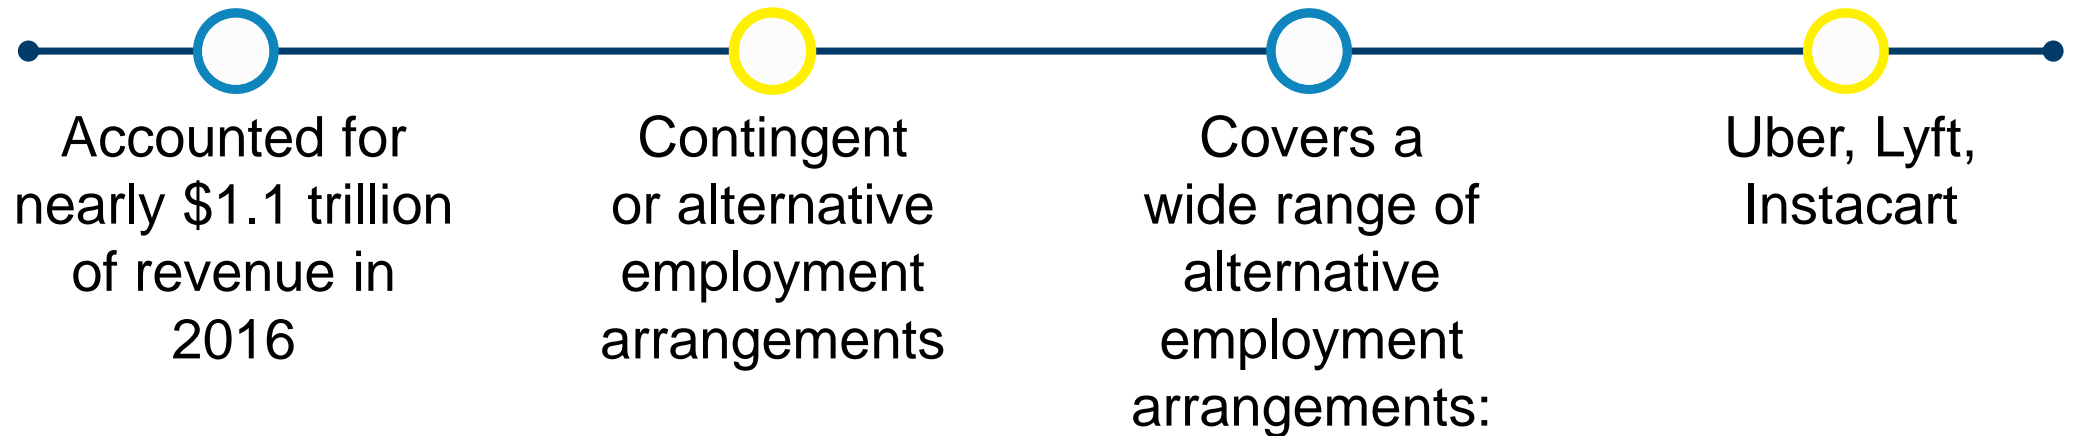 Accounted for
nearly $1.1 trillion
of revenue in
2016
Contingent
or alternative
employment
arrangements
Covers a
wide range of
alternative
employment
arrangements:
Uber, Lyft,
Instacart